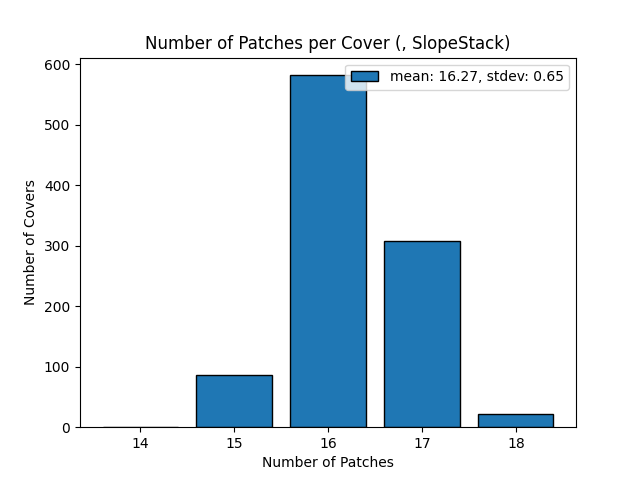 Number of Patches per Cover (, SlopeStack)
mean: 16.27, stdev: 0.65
600
500
400
300
200
100
0
Number of Covers
14 15 16 17 18
Number of Patches